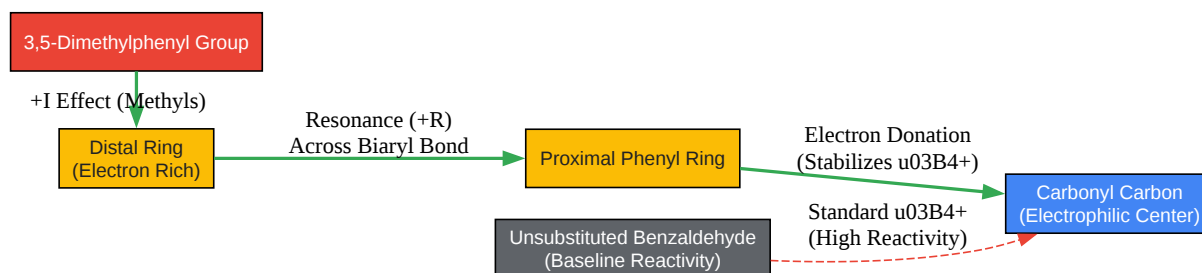 3,5-Dimethylphenyl Group
+I Effect (Methyls)
Distal Ring
(Electron Rich)
Resonance (+R)
Across Biaryl Bond
Proximal Phenyl Ring
Electron Donation
(Stabilizes u03B4+)
Carbonyl Carbon
(Electrophilic Center)
Unsubstituted Benzaldehyde
(Baseline Reactivity)
Standard u03B4+
(High Reactivity)